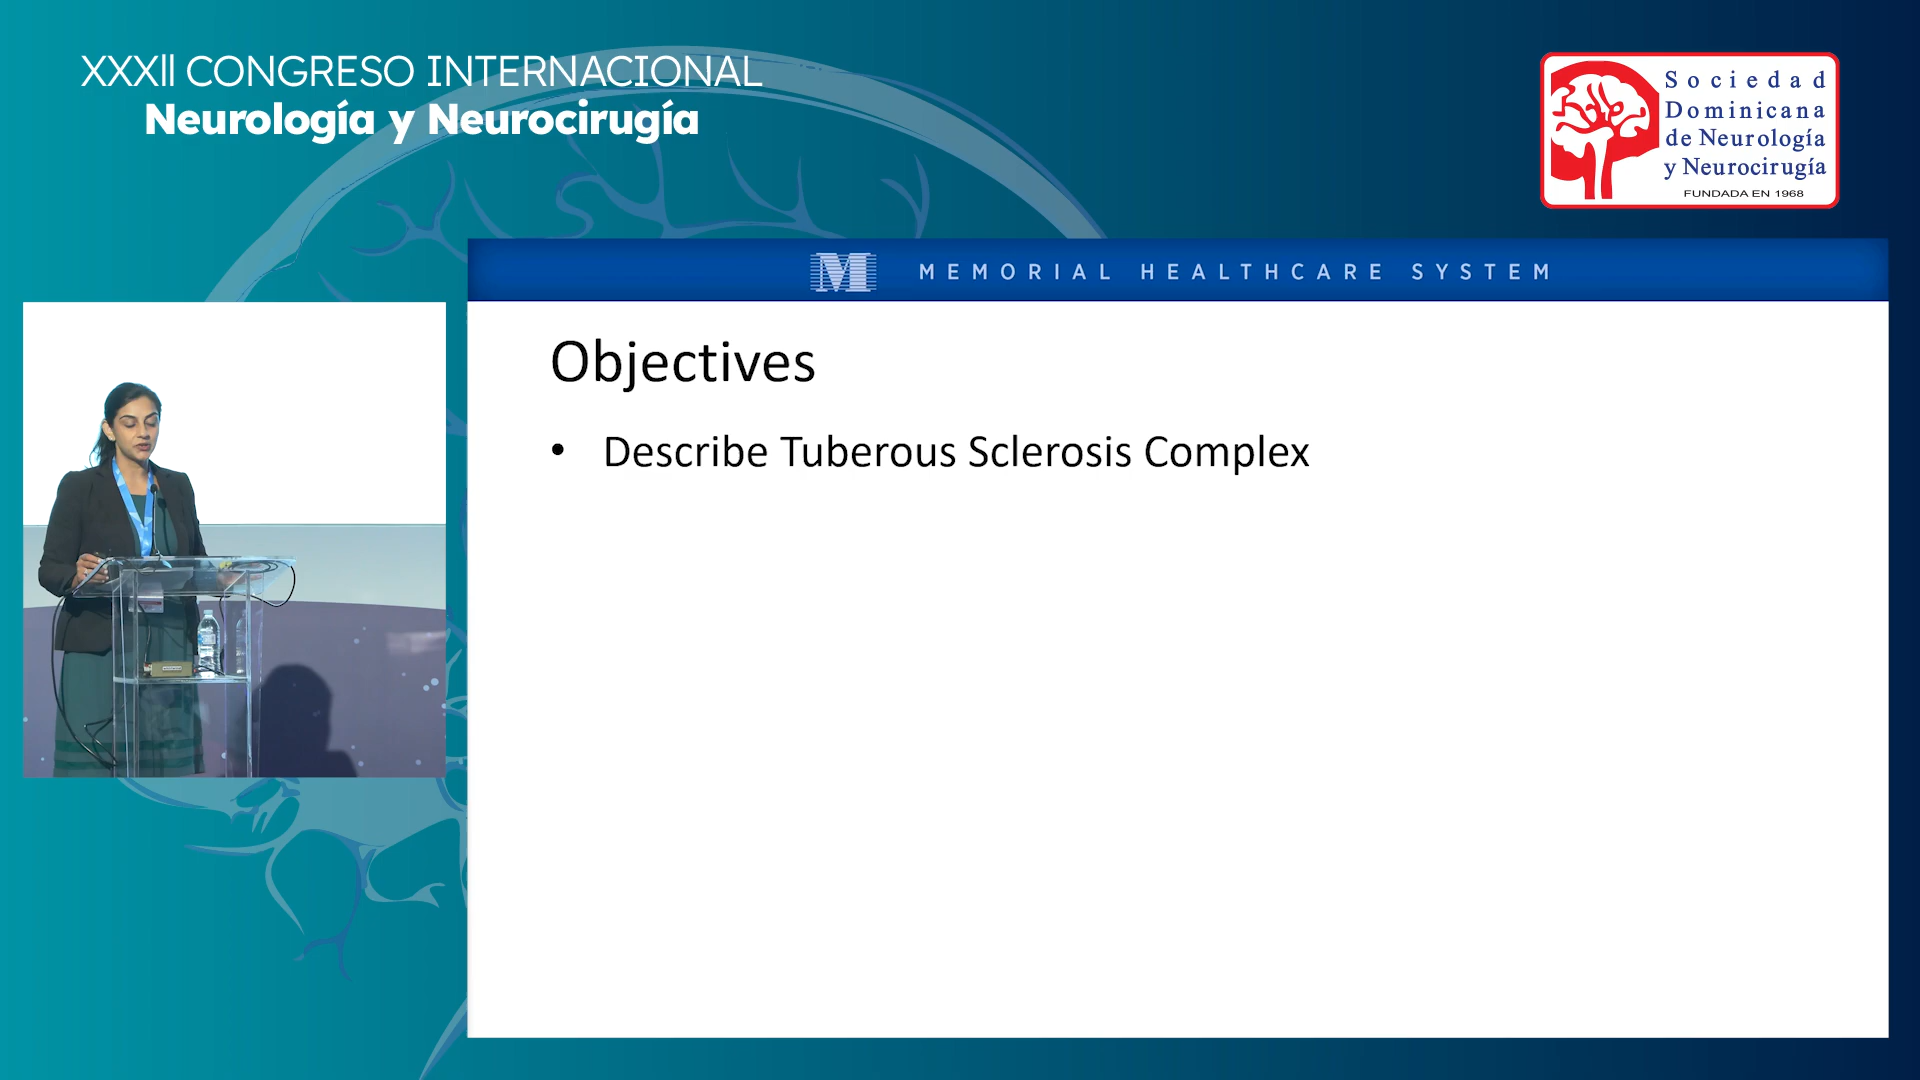 XXXII CONGRESO INTERNACIONAL
Neurología y Neurocirugía
Sociedad
Dominicana
de Neurología
y Neurocirugía
FUNDADA EN 1968
M MEMORIAL HEALTHCARE SYSTEM
Objectives
• Describe Tuberous Sclerosis Complex